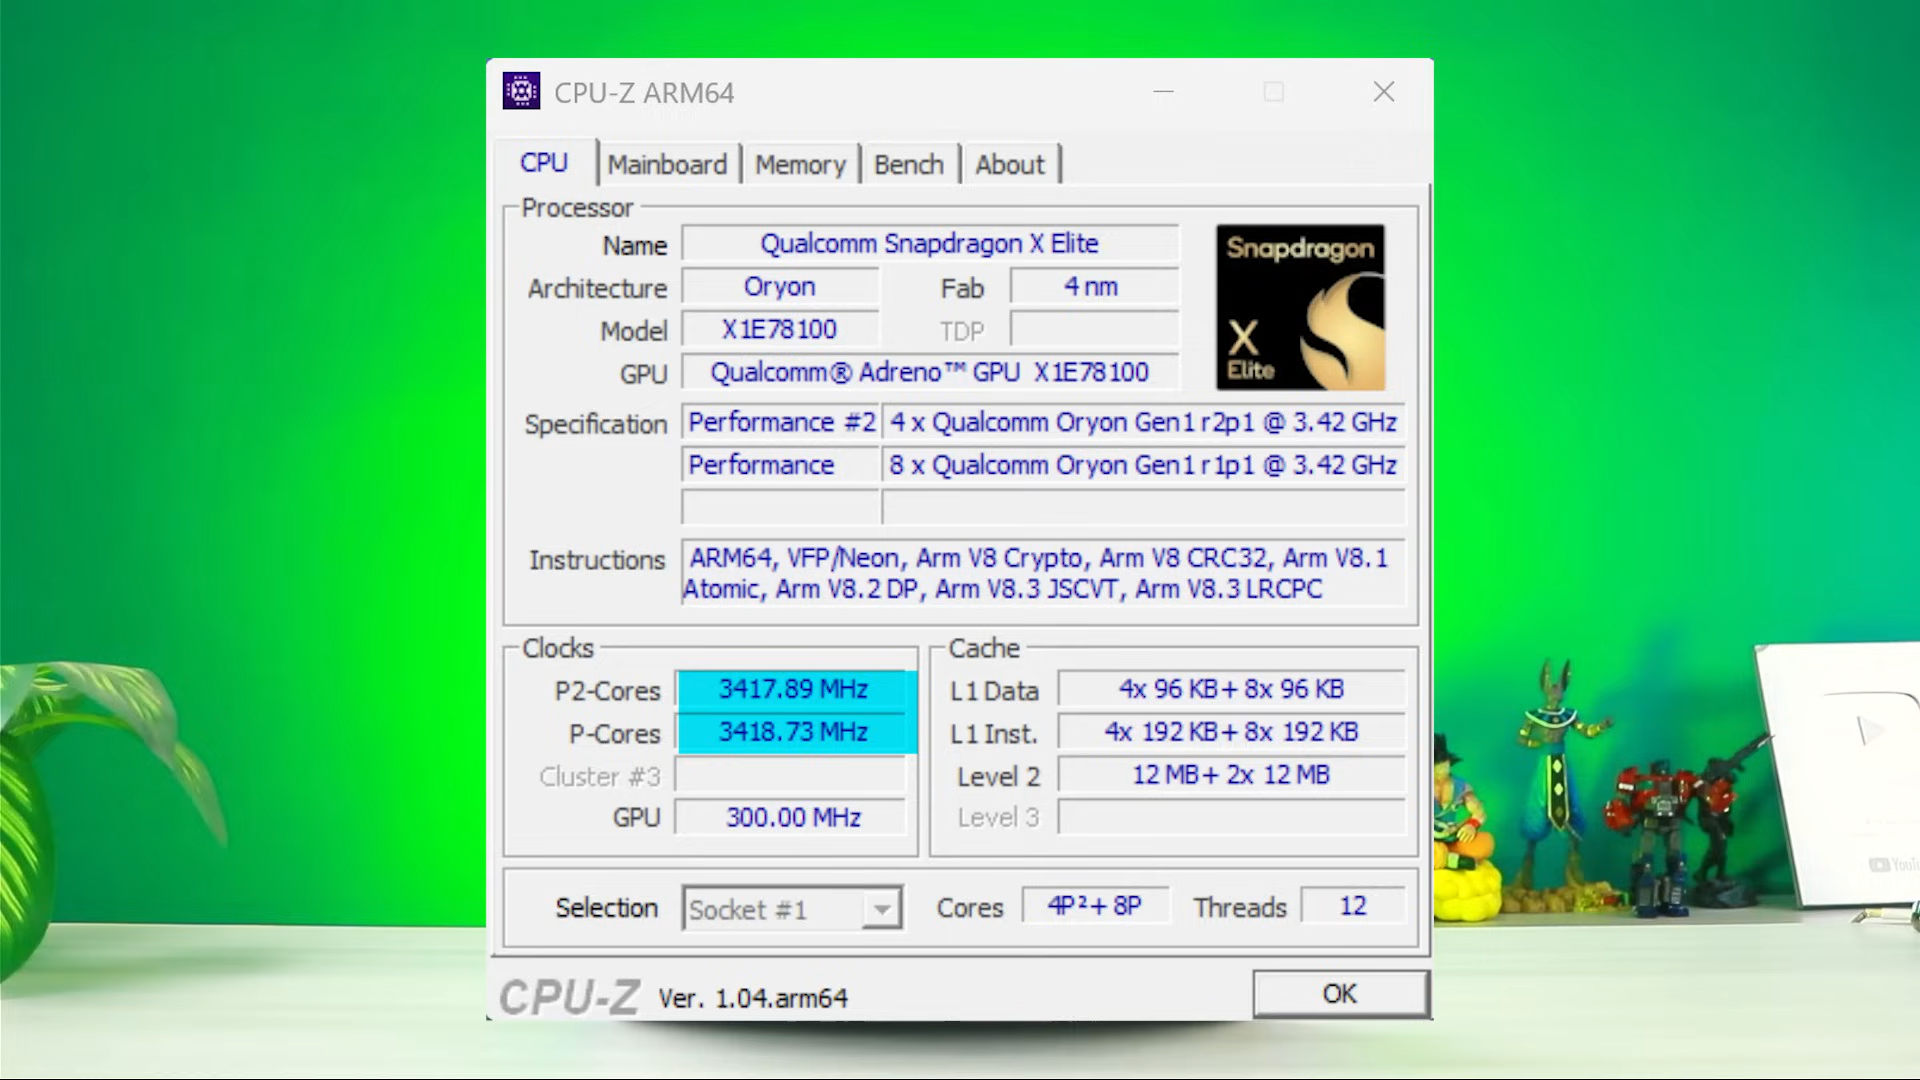 CPU-Z ARM64
CPU Mainboard Memory Bench About
Processor
Name Qualcomm Snapdragon X Elite
Architecture Oryon Fab 4 nm
Model X1E78100 TDP
GPU Qualcomm® Adreno™ GPU X1E78100
Snapdragon
X
Elite
Specification Performance #2 4 x Qualcomm Oryon Gen1 r2p1 @ 3.42 GHz
Performance 8 x Qualcomm Oryon Gen1 r1p1 @ 3.42 GHz
Instructions ARM64, VFP/Neon, Arm V8 Crypto, Arm V8 CRC32, Arm V8.1
Atomic, Arm V8.2 DP, Arm V8.3 JSCVT, Arm V8.3 LRCPC
Clocks
P2-Cores 3417.89 MHz
P-Cores 3418.73 MHz
Cluster #3
GPU 300.00 MHz
Cache
L1 Data 4x 96 KB + 8x 96 KB
L1 Inst. 4x 192 KB + 8x 192 KB
Level 2 12 MB + 2x 12 MB
Level 3
Selection Socket #1 Cores 4P² + 8P Threads 12
CPU-Z Ver. 1.04.arm64 OK